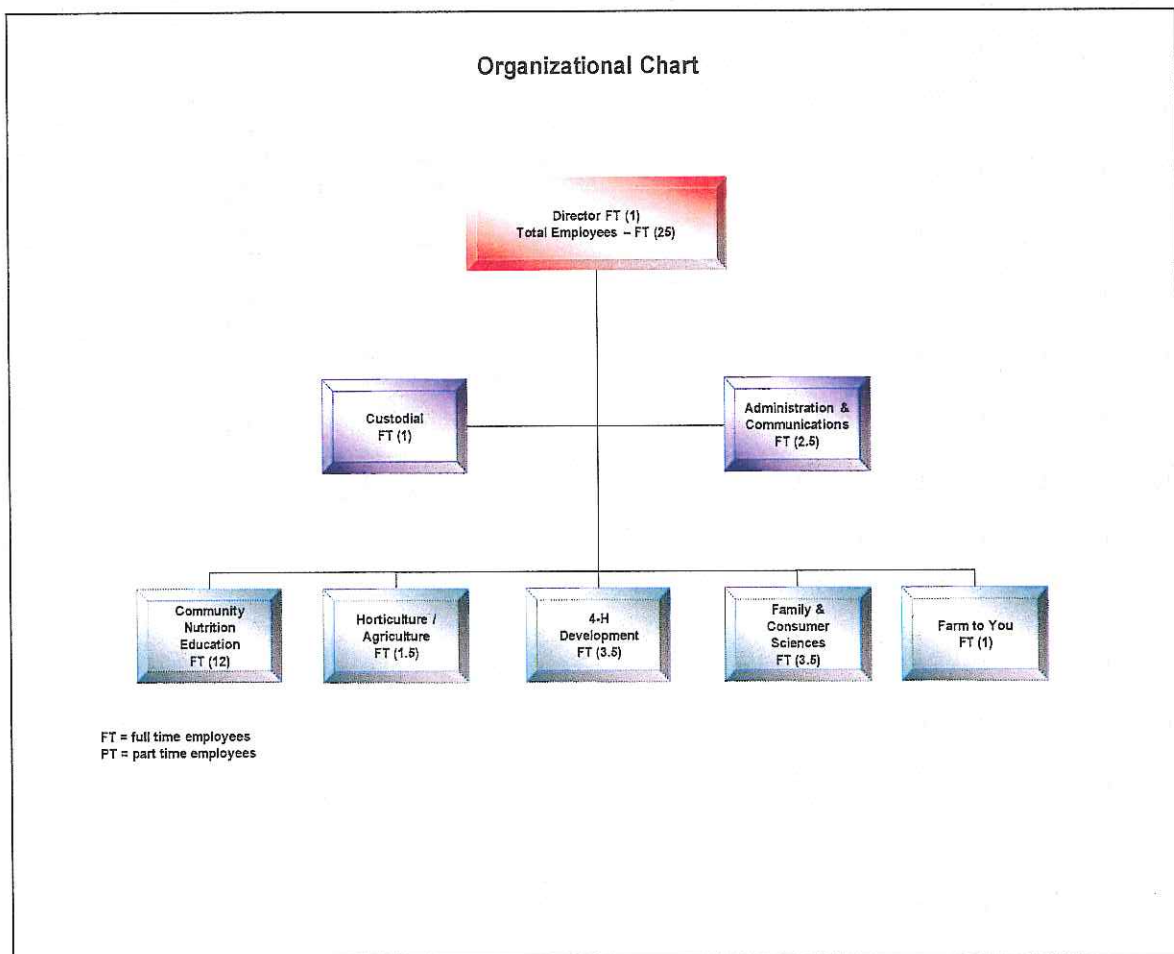 Organizational Chart
Director FT (1)
Total Employees – FT (25)
Custodial
FT (1)
Administration &
Communications
FT (2.5)
Community
Nutrition
Education
FT (12)
Horticulture /
Agriculture
FT (1.5)
4-H
Development
FT (3.5)
Family &
Consumer
Sciences
FT (3.5)
Farm to You
FT (1)
FT = full time employees
PT = part time employees